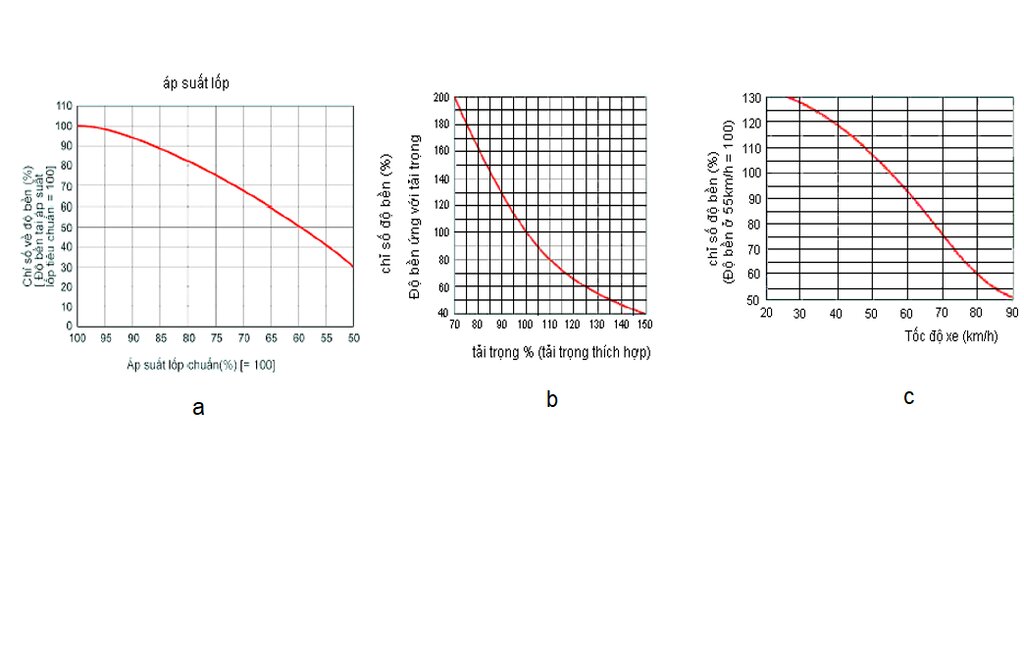 áp suất lốp
Chỉ số về độ bền (%)
[ Độ bền tại áp suất
lốp tiêu chuẩn = 100]
110
100
90
80
70
60
50
40
30
20
10
0
100 95 90 85 80 75 70 65 60 55 50
Áp suất lốp chuẩn(%) [= 100]
a
chỉ số độ bền (%)
Độ bền ứng với tải trọng
200
180
160
140
120
100
80
60
40
70 80 90 100 110 120 130 140 150
tải trọng % (tải trọng thích hợp)
b
chỉ số độ bền (%)
(Độ bền ở 55km/h = 100)
130
120
110
100
90
80
70
60
50
20 30 40 50 60 70 80 90
Tốc độ xe (km/h)
c